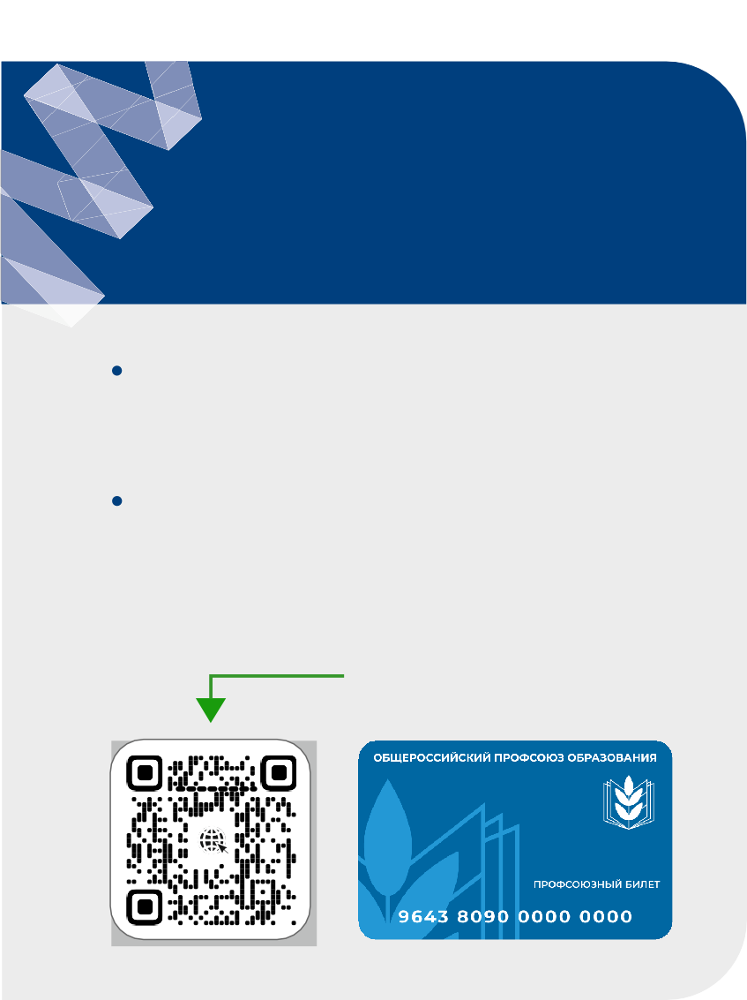 ОБЩЕРОССИЙСКИЙ ПРОФСОЮЗ ОБРАЗОВАНИЯ
ПРОФСОЮЗНЫЙ БИЛЕТ
9643 8090 0000 0000